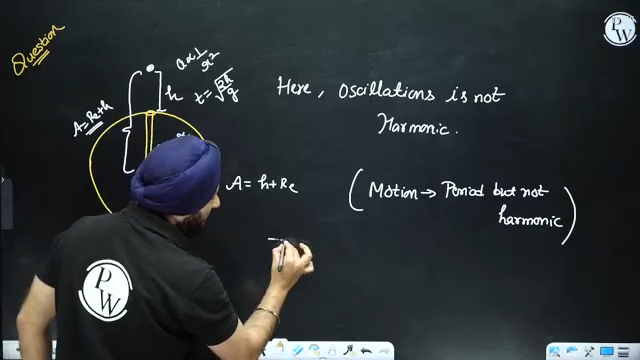 Question
a ∝ 1/x²
h
t = √(2h/g)
A = Re+h
A = h + Re
Here, Oscillations is not
Harmonic.
(Motion → Period but not
harmonic)
PW
PW